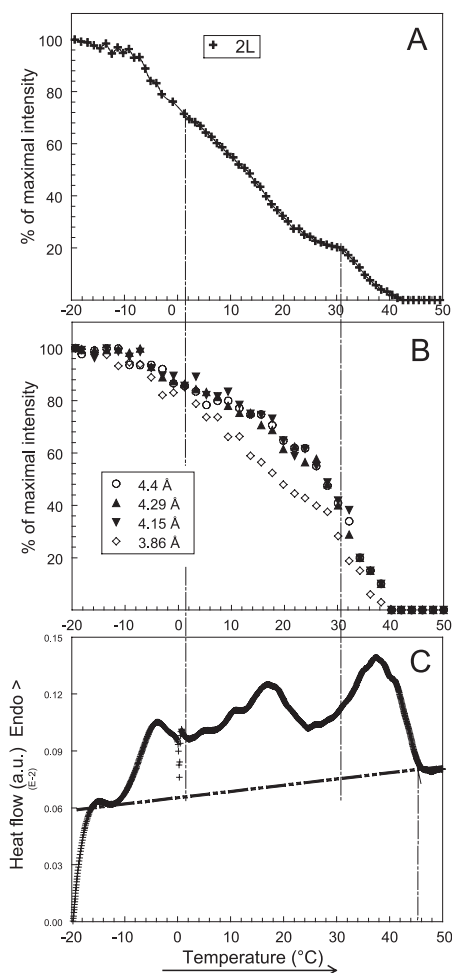 A
+ 2L
% of maximal intensity
100
80
60
40
20
-20 -10 0 10 20 30 40 50
B
% of maximal intensity
100
80
60
40
20
4.4 Å
4.29 Å
4.15 Å
3.86 Å
-20 -10 0 10 20 30 40 50
C
Heat flow (a.u.) Endo >
(E-2)
0.15
0.12
0.09
0.06
0.03
0.00
-20 -10 0 10 20 30 40 50
Temperature (°C)